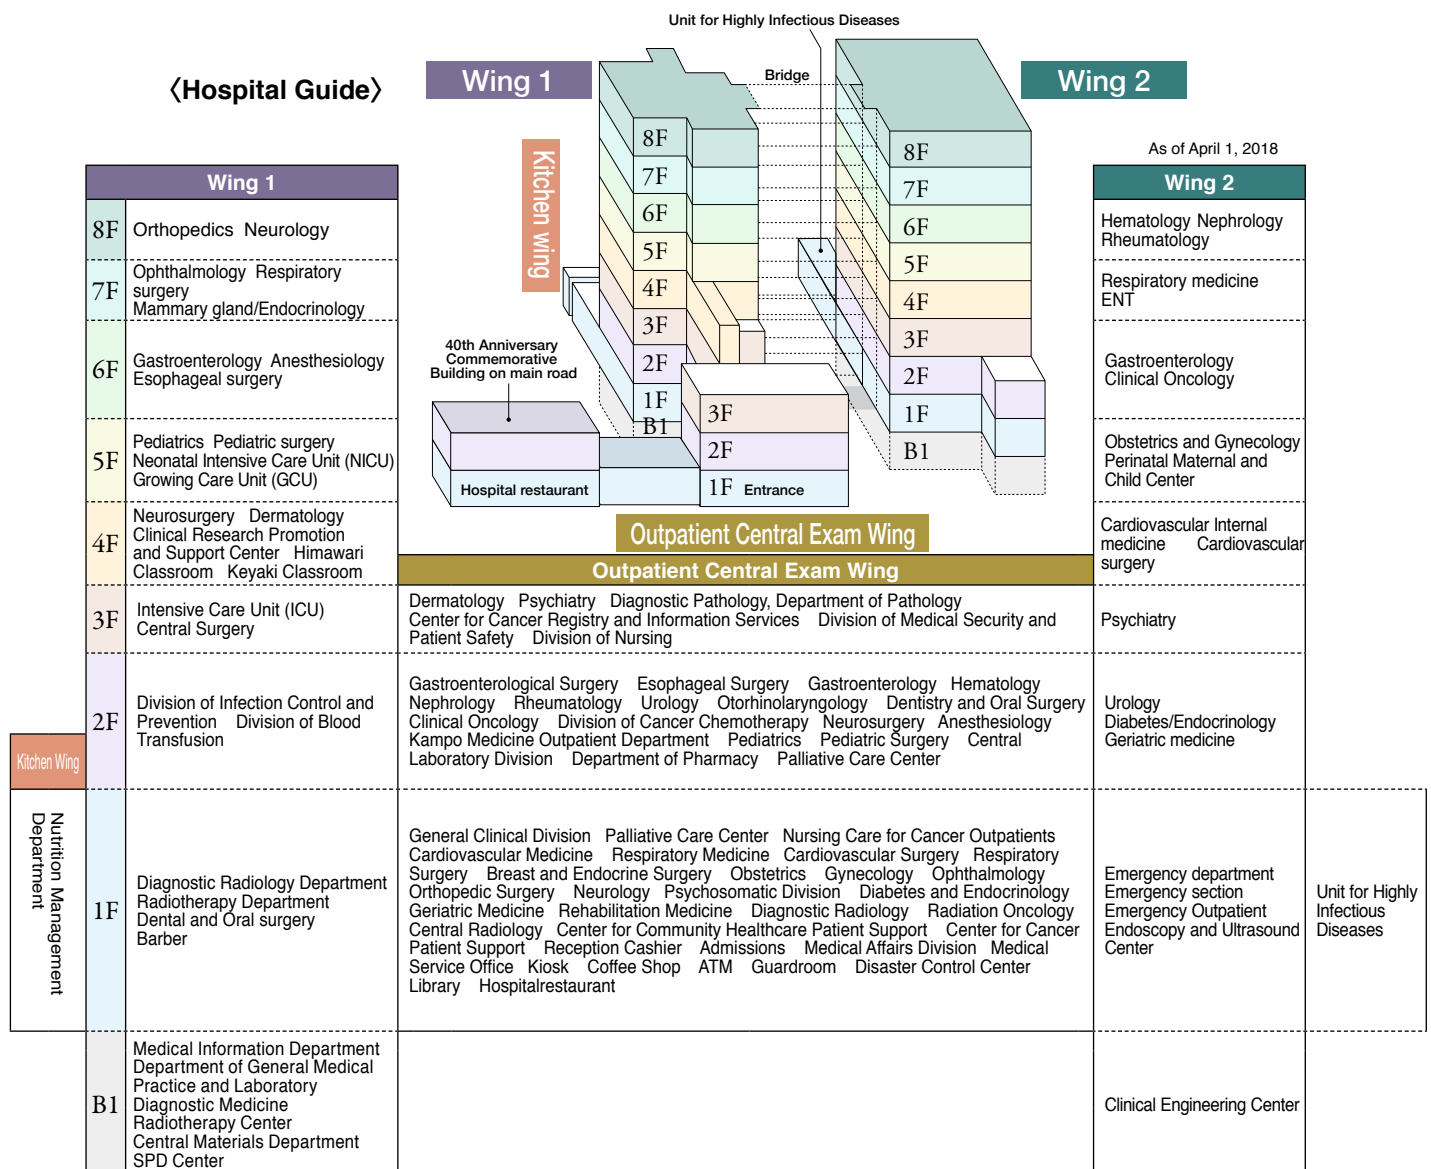 Unit for Highly Infectious Diseases
〈Hospital Guide〉
Wing 1
Bridge
Wing 2
Kitchen wing
8F
7F
6F
5F
4F
3F
2F
1F
B1
8F
7F
6F
5F
4F
3F
2F
1F
B1
40th Anniversary
Commemorative
Building on main road
3F
2F
1F Entrance
Hospital restaurant
Outpatient Central Exam Wing
As of April 1, 2018
Wing 1
8F
Orthopedics Neurology
7F
Ophthalmology Respiratory
surgery
Mammary gland/Endocrinology
6F
Gastroenterology Anesthesiology
Esophageal surgery
5F
Pediatrics Pediatric surgery
Neonatal Intensive Care Unit (NICU)
Growing Care Unit (GCU)
4F
Neurosurgery Dermatology
Clinical Research Promotion
and Support Center Himawari
Classroom Keyaki Classroom
3F
Intensive Care Unit (ICU)
Central Surgery
2F
Division of Infection Control and
Prevention Division of Blood
Transfusion
1F
Diagnostic Radiology Department
Radiotherapy Department
Dental and Oral surgery
Barber
B1
Medical Information Department
Department of General Medical
Practice and Laboratory
Diagnostic Medicine
Radiotherapy Center
Central Materials Department
SPD Center
Kitchen Wing
Nutrition Management
Department
Outpatient Central Exam Wing
Dermatology Psychiatry Diagnostic Pathology, Department of Pathology
Center for Cancer Registry and Information Services Division of Medical Security and
Patient Safety Division of Nursing
Gastroenterological Surgery Esophageal Surgery Gastroenterology Hematology
Nephrology Rheumatology Urology Otorhinolaryngology Dentistry and Oral Surgery
Clinical Oncology Division of Cancer Chemotherapy Neurosurgery Anesthesiology
Kampo Medicine Outpatient Department Pediatrics Pediatric Surgery Central
Laboratory Division Department of Pharmacy Palliative Care Center
General Clinical Division Palliative Care Center Nursing Care for Cancer Outpatients
Cardiovascular Medicine Respiratory Medicine Cardiovascular Surgery Respiratory
Surgery Breast and Endocrine Surgery Obstetrics Gynecology Ophthalmology
Orthopedic Surgery Neurology Psychosomatic Division Diabetes and Endocrinology
Geriatric Medicine Rehabilitation Medicine Diagnostic Radiology Radiation Oncology
Central Radiology Center for Community Healthcare Patient Support Center for Cancer
Patient Support Reception Cashier Admissions Medical Affairs Division Medical
Service Office Kiosk Coffee Shop ATM Guardroom Disaster Control Center
Library Hospitalrestaurant
Wing 2
Hematology Nephrology
Rheumatology
Respiratory medicine
ENT
Gastroenterology
Clinical Oncology
Obstetrics and Gynecology
Perinatal Maternal and
Child Center
Cardiovascular Internal
medicine Cardiovascular
surgery
Psychiatry
Urology
Diabetes/Endocrinology
Geriatric medicine
Emergency department
Emergency section
Emergency Outpatient
Endoscopy and Ultrasound
Center
Unit for Highly
Infectious
Diseases
Clinical Engineering Center